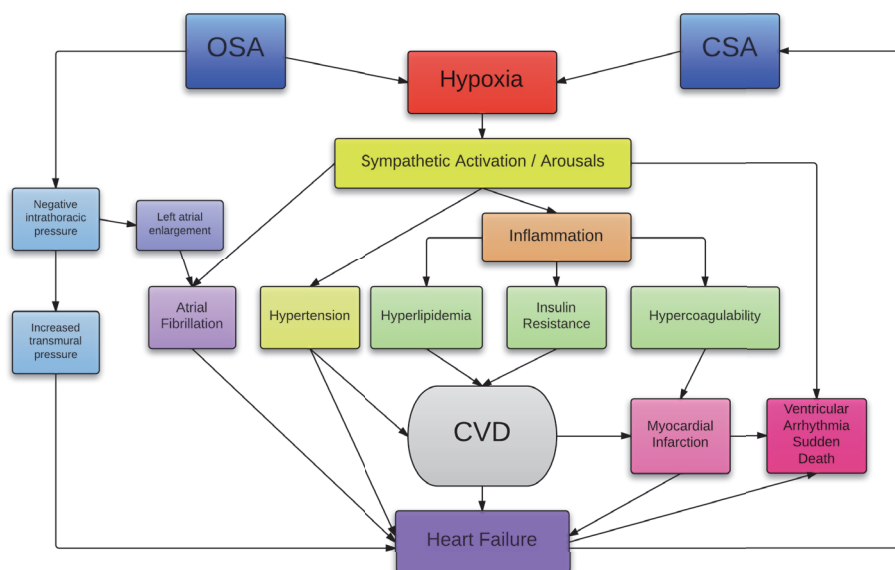 OSA
CSA
Hypoxia
Sympathetic Activation / Arousals
Negative
intrathoracic
pressure
Left atrial
enlargement
Inflammation
Atrial
Fibrillation
Hypertension
Hyperlipidemia
Insulin
Resistance
Hypercoagulability
Increased
transmural
pressure
CVD
Myocardial
Infarction
Ventricular
Arrhythmia
Sudden
Death
Heart Failure